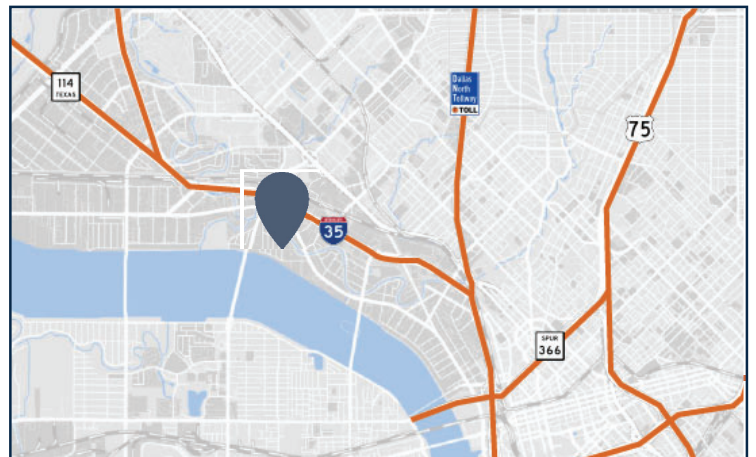 114
TEXAS
Dallas
North
Tollway
TOLL
75
35
SPUR
366